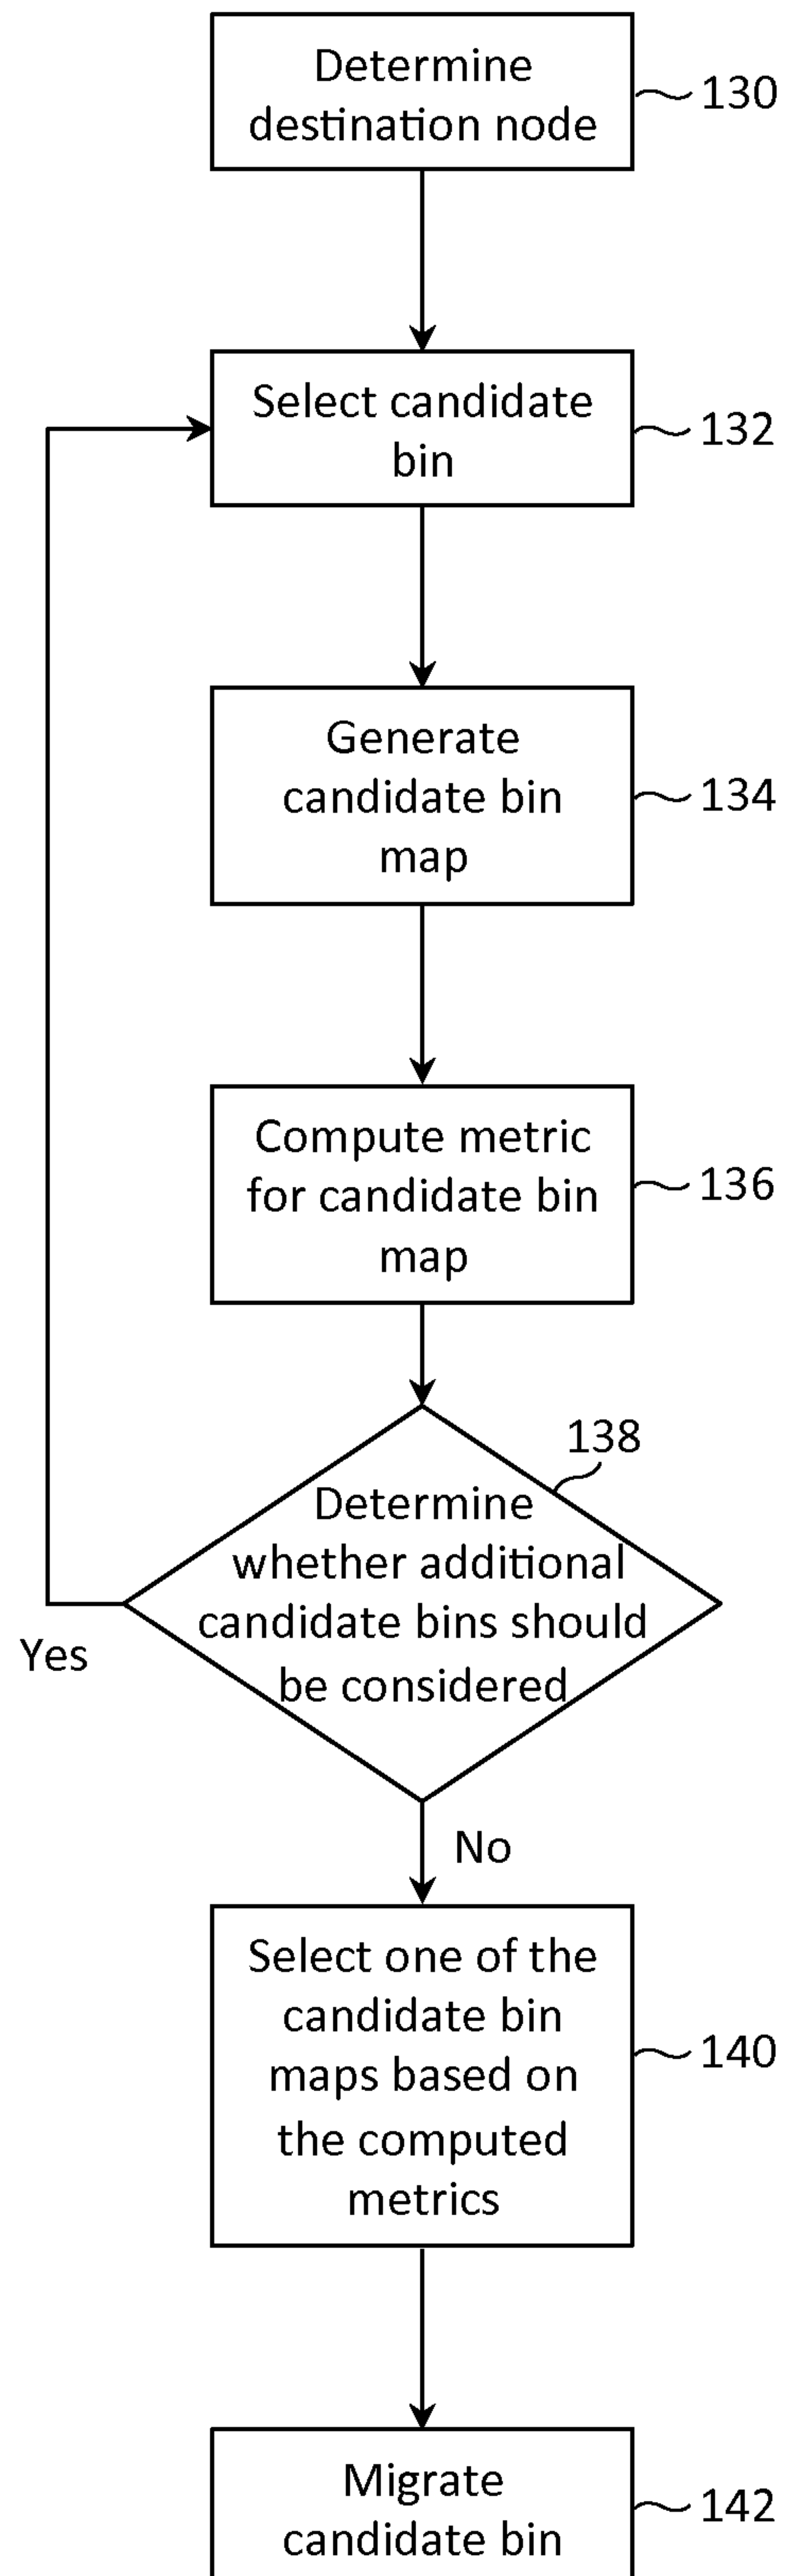 Determine
destination node
130
Select candidate
bin
132
Generate
candidate bin
map
134
Compute metric
for candidate bin
map
136
138
Determine
whether additional
candidate bins should
be considered
Yes
No
Select one of the
candidate bin
maps based on
the computed
metrics
140
Migrate
candidate bin
142